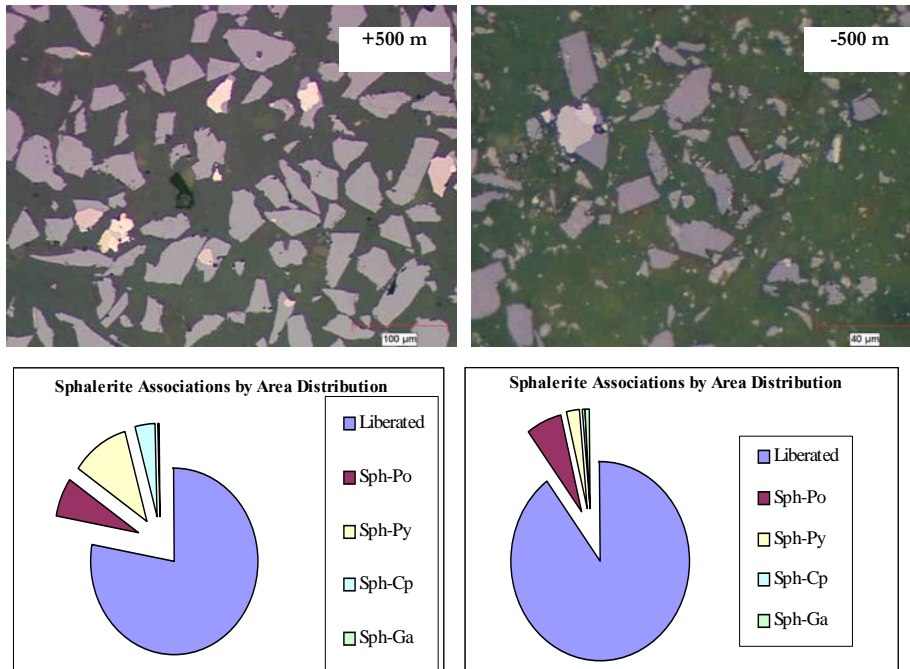 +500 m
-500 m
100 µm
40 µm
Sphalerite Associations by Area Distribution
Liberated
Sph-Po
Sph-Py
Sph-Cp
Sph-Ga
Sphalerite Associations by Area Distribution
Liberated
Sph-Po
Sph-Py
Sph-Cp
Sph-Ga